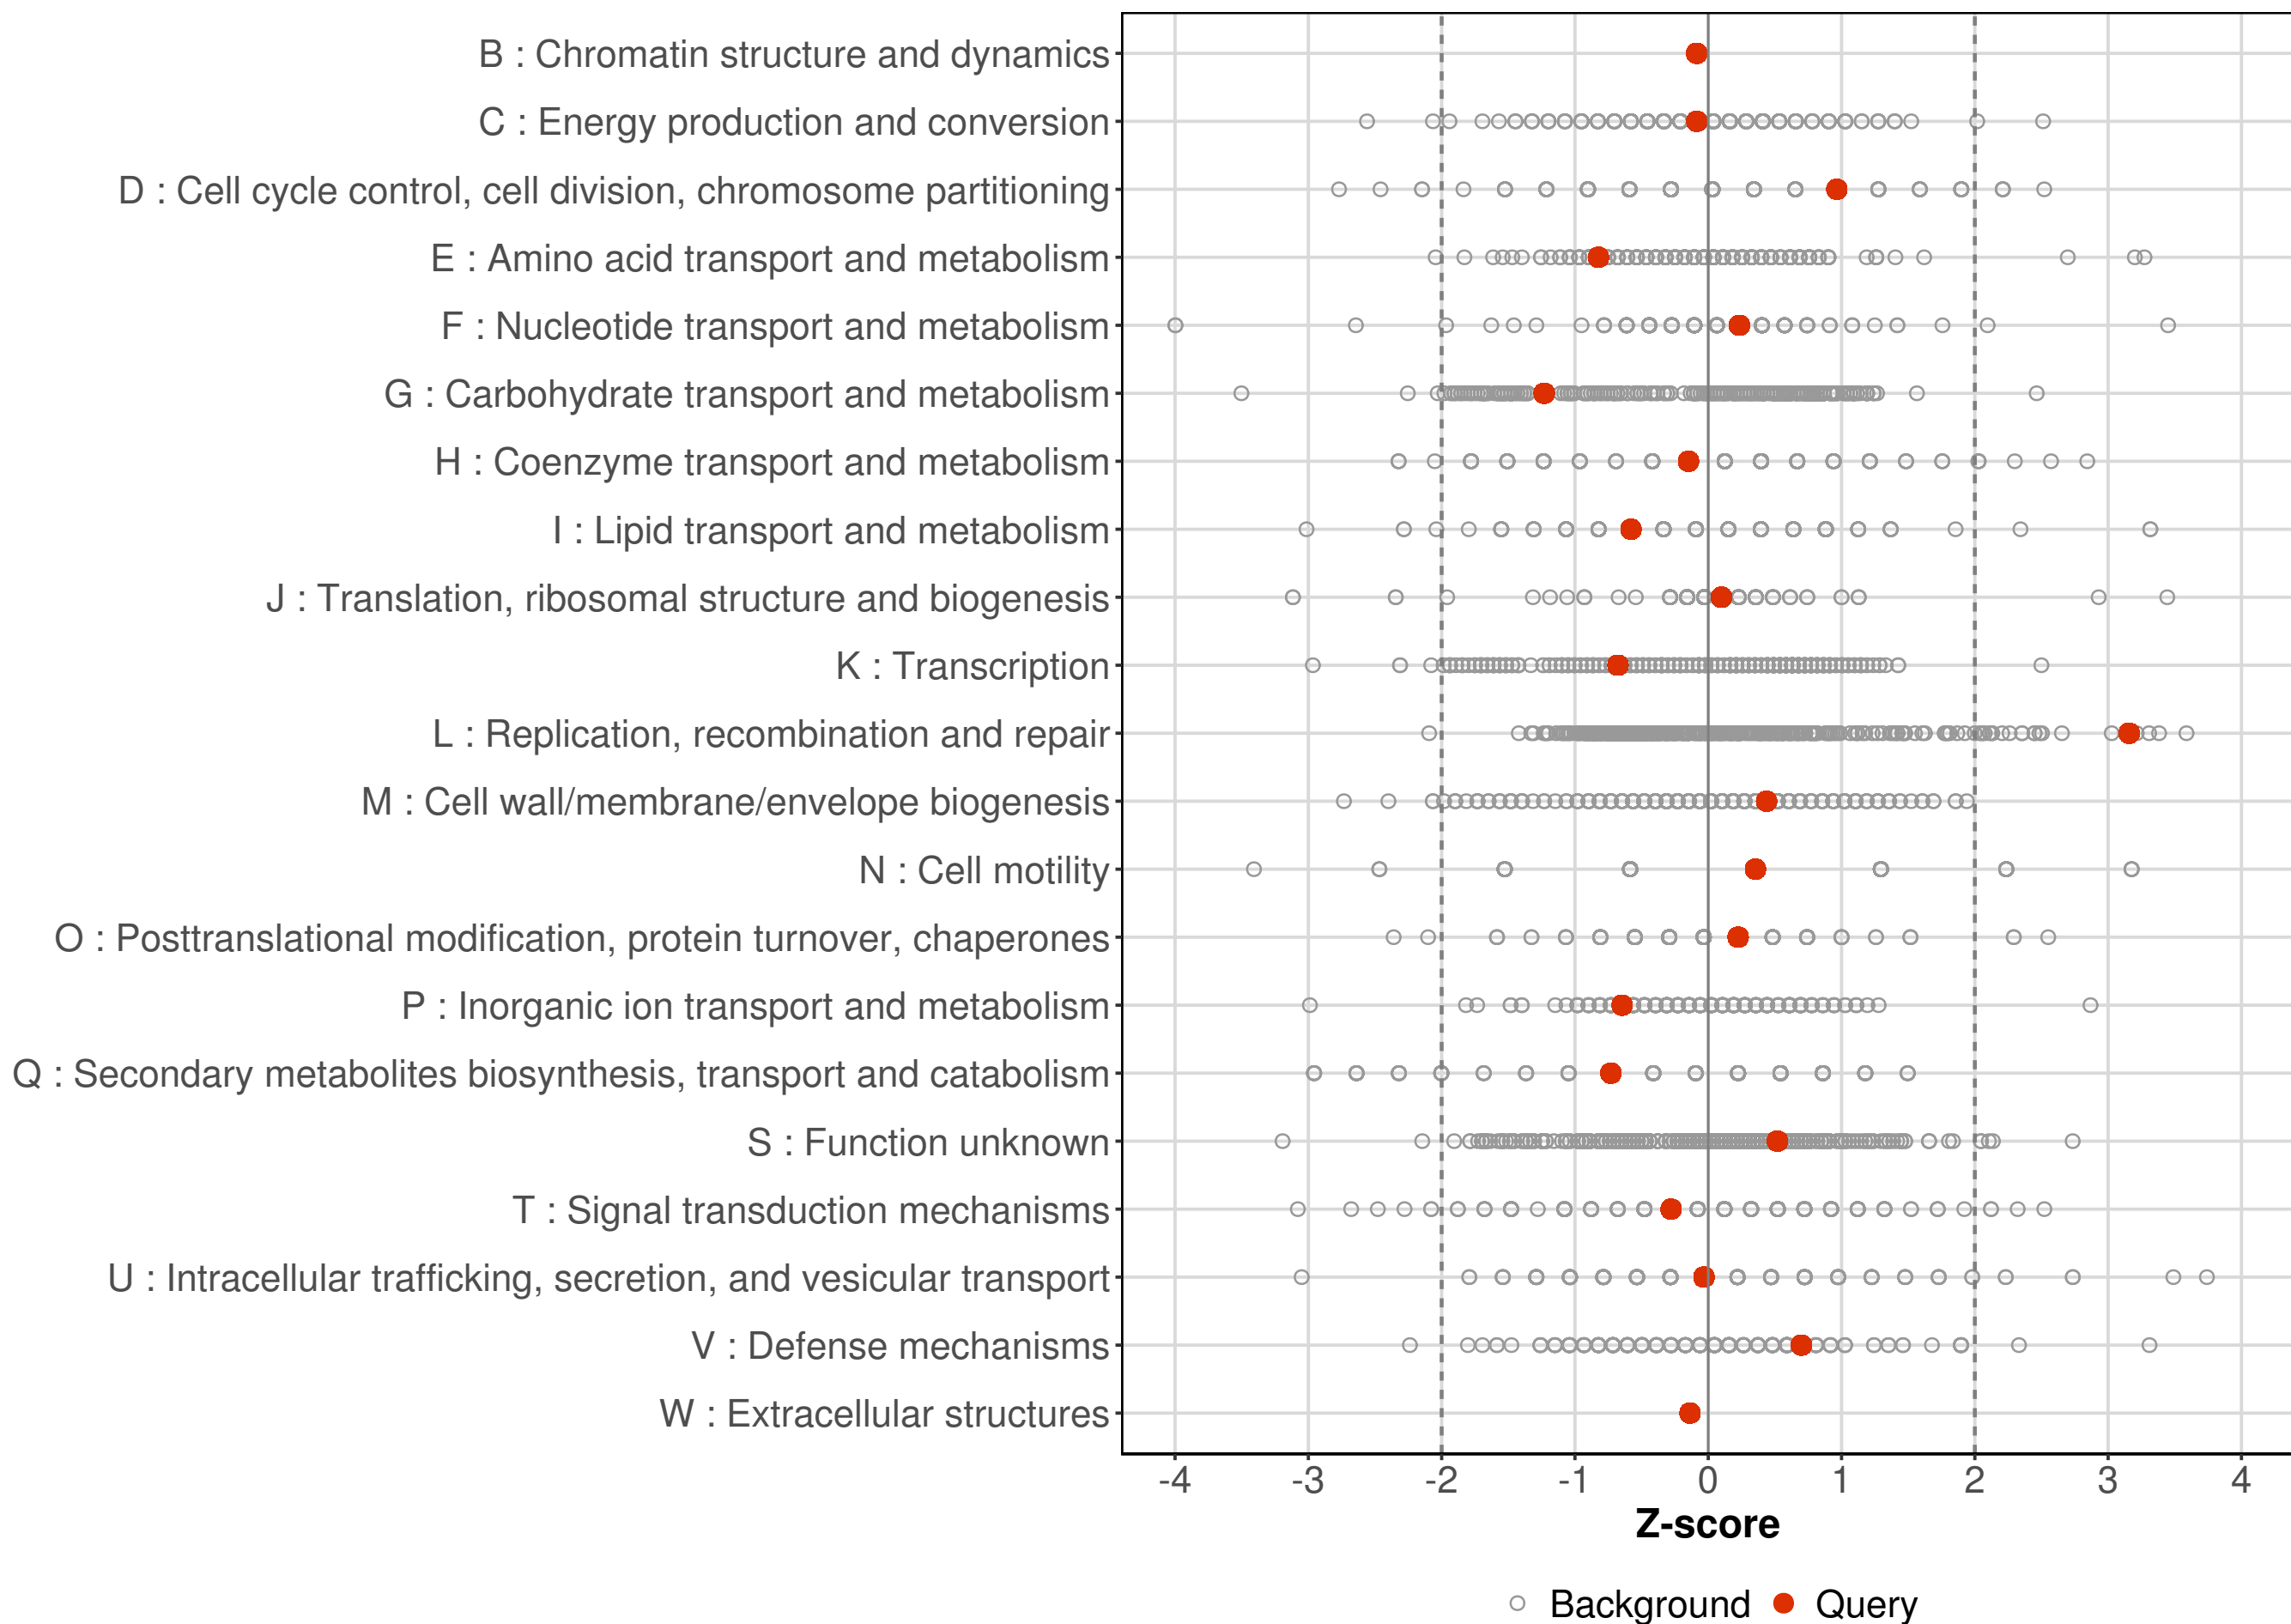 B : Chromatin structure and dynamics
C : Energy production and conversion
D : Cell cycle control, cell division, chromosome partitioning
E : Amino acid transport and metabolism
F : Nucleotide transport and metabolism
G : Carbohydrate transport and metabolism
H : Coenzyme transport and metabolism
I : Lipid transport and metabolism
J : Translation, ribosomal structure and biogenesis
K : Transcription
L : Replication, recombination and repair
M : Cell wall/membrane/envelope biogenesis
N : Cell motility
O : Posttranslational modification, protein turnover, chaperones
P : Inorganic ion transport and metabolism
Q : Secondary metabolites biosynthesis, transport and catabolism
S : Function unknown
T : Signal transduction mechanisms
U : Intracellular trafficking, secretion, and vesicular transport
V : Defense mechanisms
W : Extracellular structures
-4 -3 -2 -1 0 1 2 3 4
Z-score
Background Query